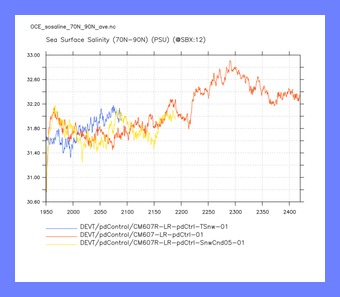 OCE_sosaline_70N_90N_ave.nc
Sea Surface Salinity (70N-90N) (PSU) (@SBX:12)
33.00
32.60
32.20
31.80
31.40
31.00
30.60
1950 2000 2050 2100 2150 2200 2250 2300 2350 2400
DEVT/pdControl/CM607R-LR-pdCtrl-TSnw-01
DEVT/pdControl/CM607-LR-pdCtrl-01
DEVT/pdControl/CM607R-LR-pdCtrl-SnwCnd05-01